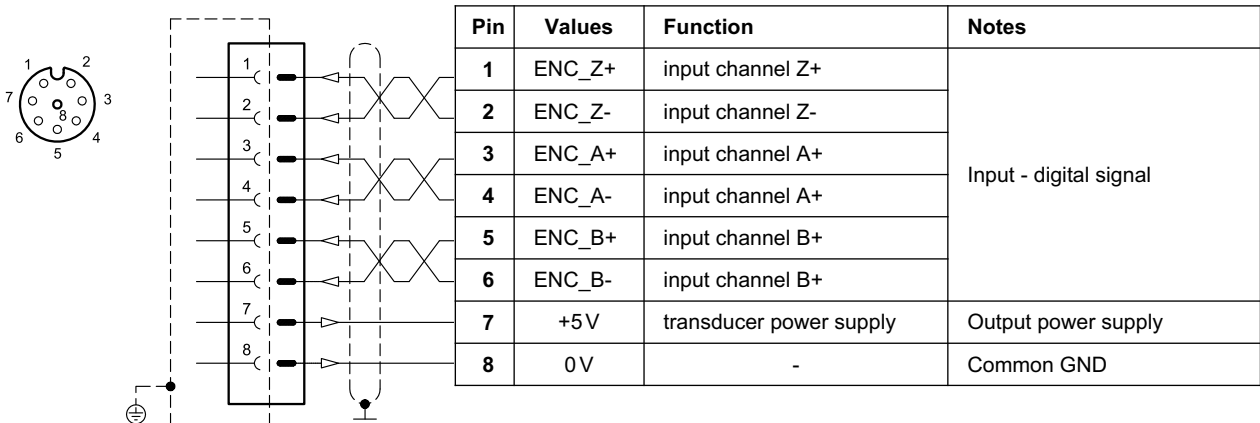 1 2
7 3
8
6 4
5
1
2
3
4
5
6
7
8
Pin Values Function Notes
1 ENC_Z+ input channel Z+
2 ENC_Z- input channel Z-
3 ENC_A+ input channel A+
Input - digital signal
4 ENC_A- input channel A+
5 ENC_B+ input channel B+
6 ENC_B- input channel B+
7 +5V transducer power supply Output power supply
8 0V - Common GND